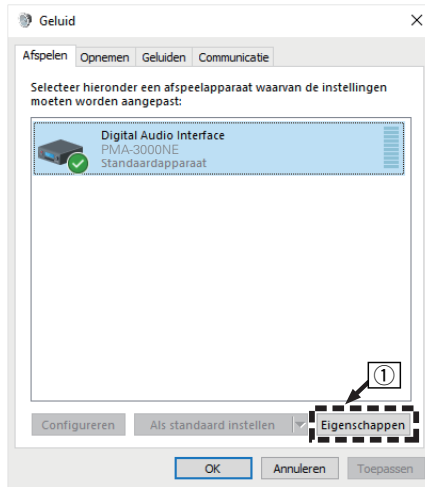 Geluid
Afspelen Opnemen Geluiden Communicatie
Selecteer hieronder een afspeelapparaat waarvan de instellingen
moeten worden aangepast:
Digital Audio Interface
PMA-3000NE
Standaardapparaat
①
Configureren Als standaard instellen Eigenschappen
OK Annuleren Toepassen